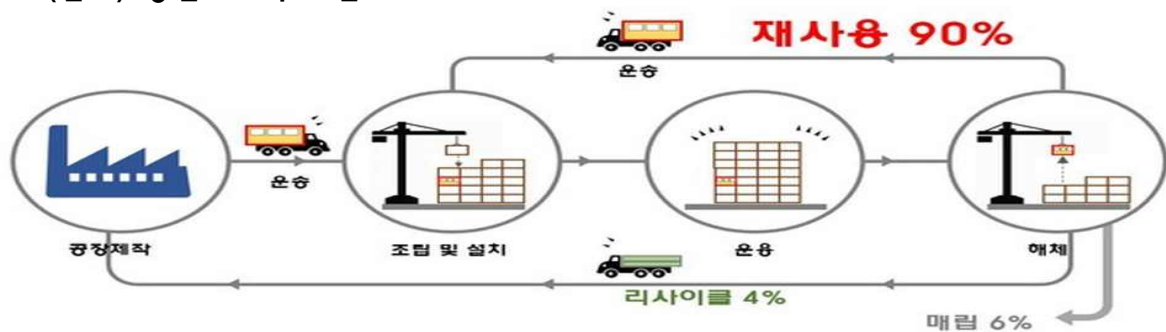 재사용 90%
운송
운송
공장제작
조립 및 설치
운용
해체
리사이클 4%
매립 6%